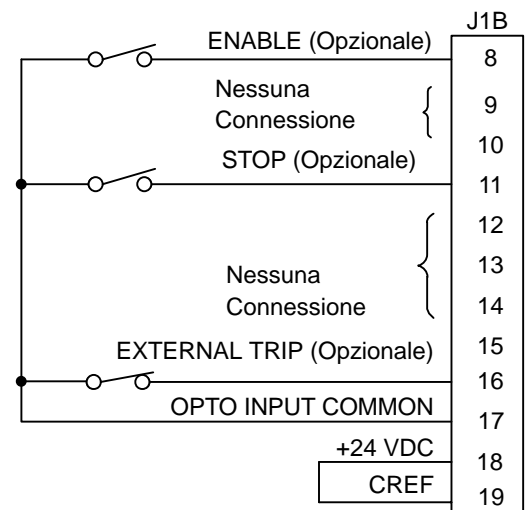 J1B
ENABLE (Opzionale)
8
Nessuna
Connessione
9
10
STOP (Opzionale)
11
12
13
Nessuna
Connessione
14
EXTERNAL TRIP (Opzionale)
15
16
OPTO INPUT COMMON
17
+24 VDC
18
CREF
19